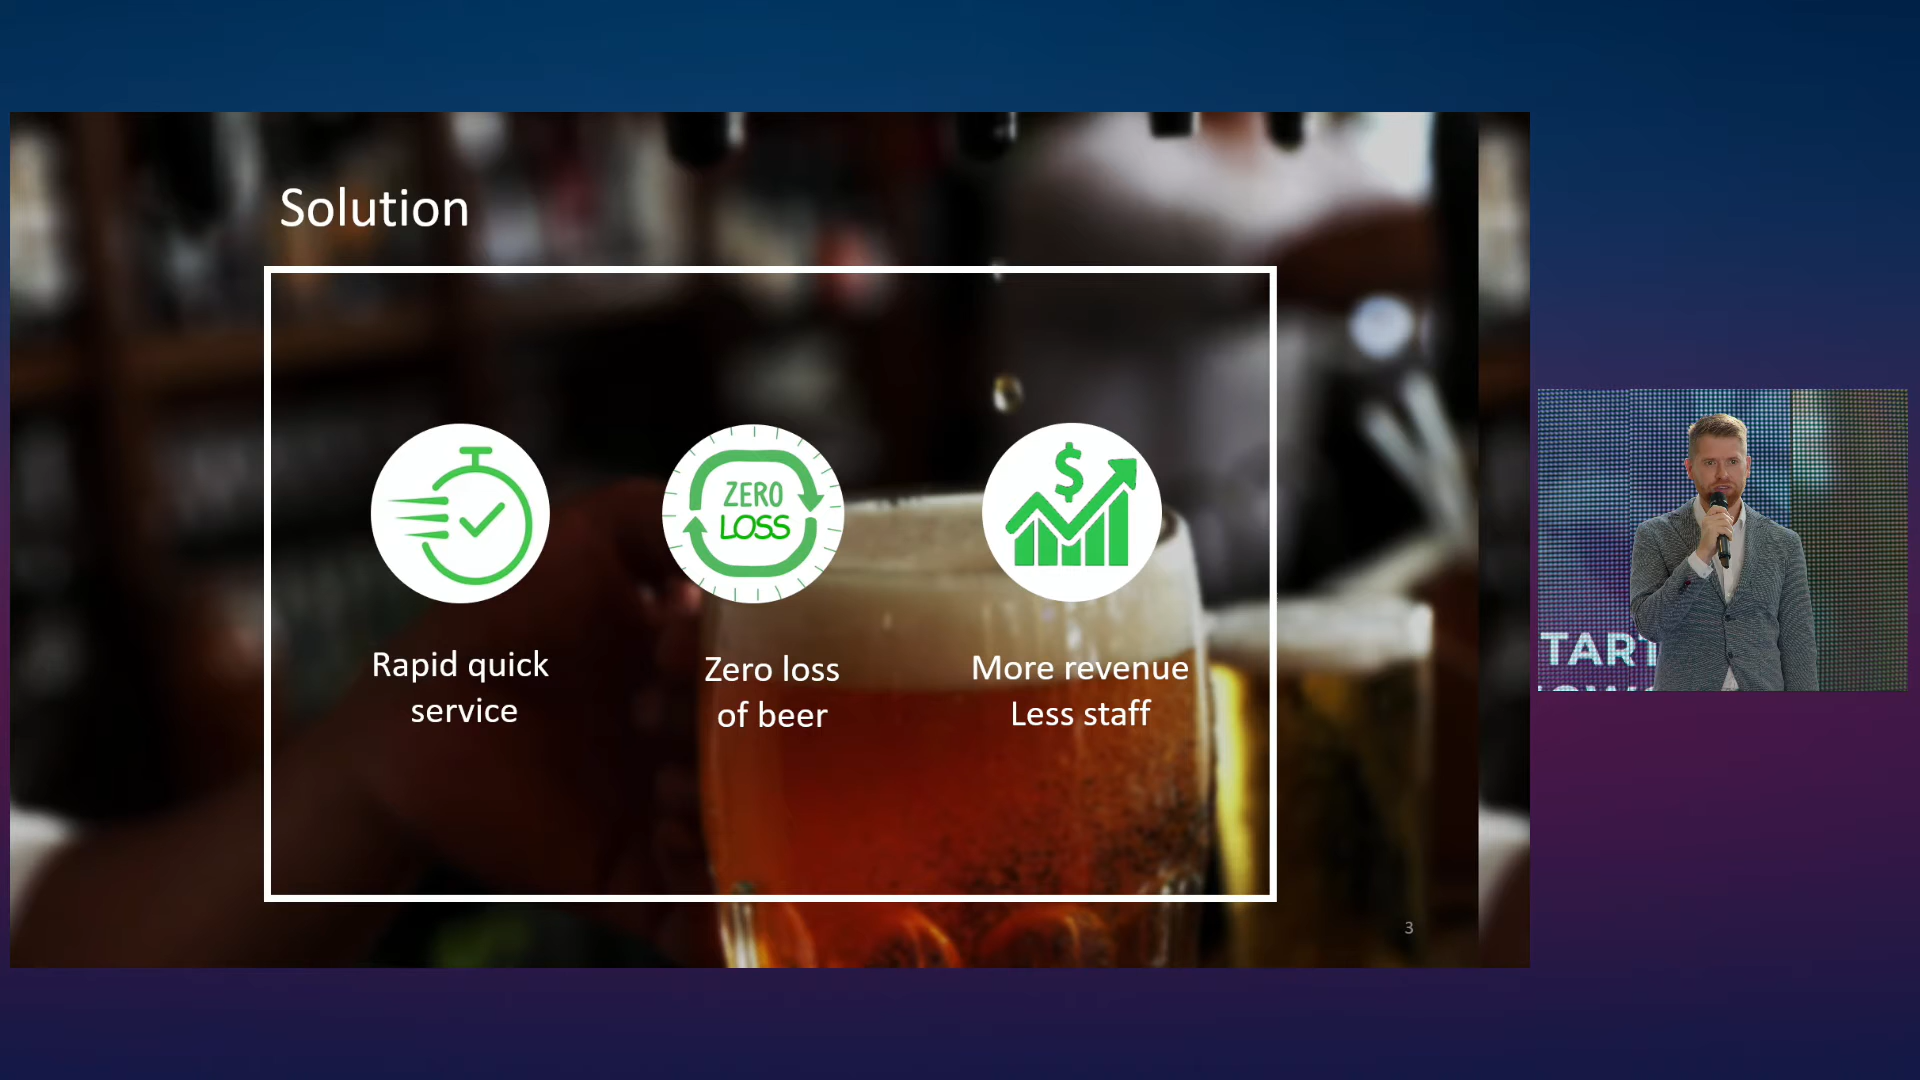 Solution
ZERO
LOSS
$
Rapid quick
service
Zero loss
of beer
More revenue
Less staff
3
TART